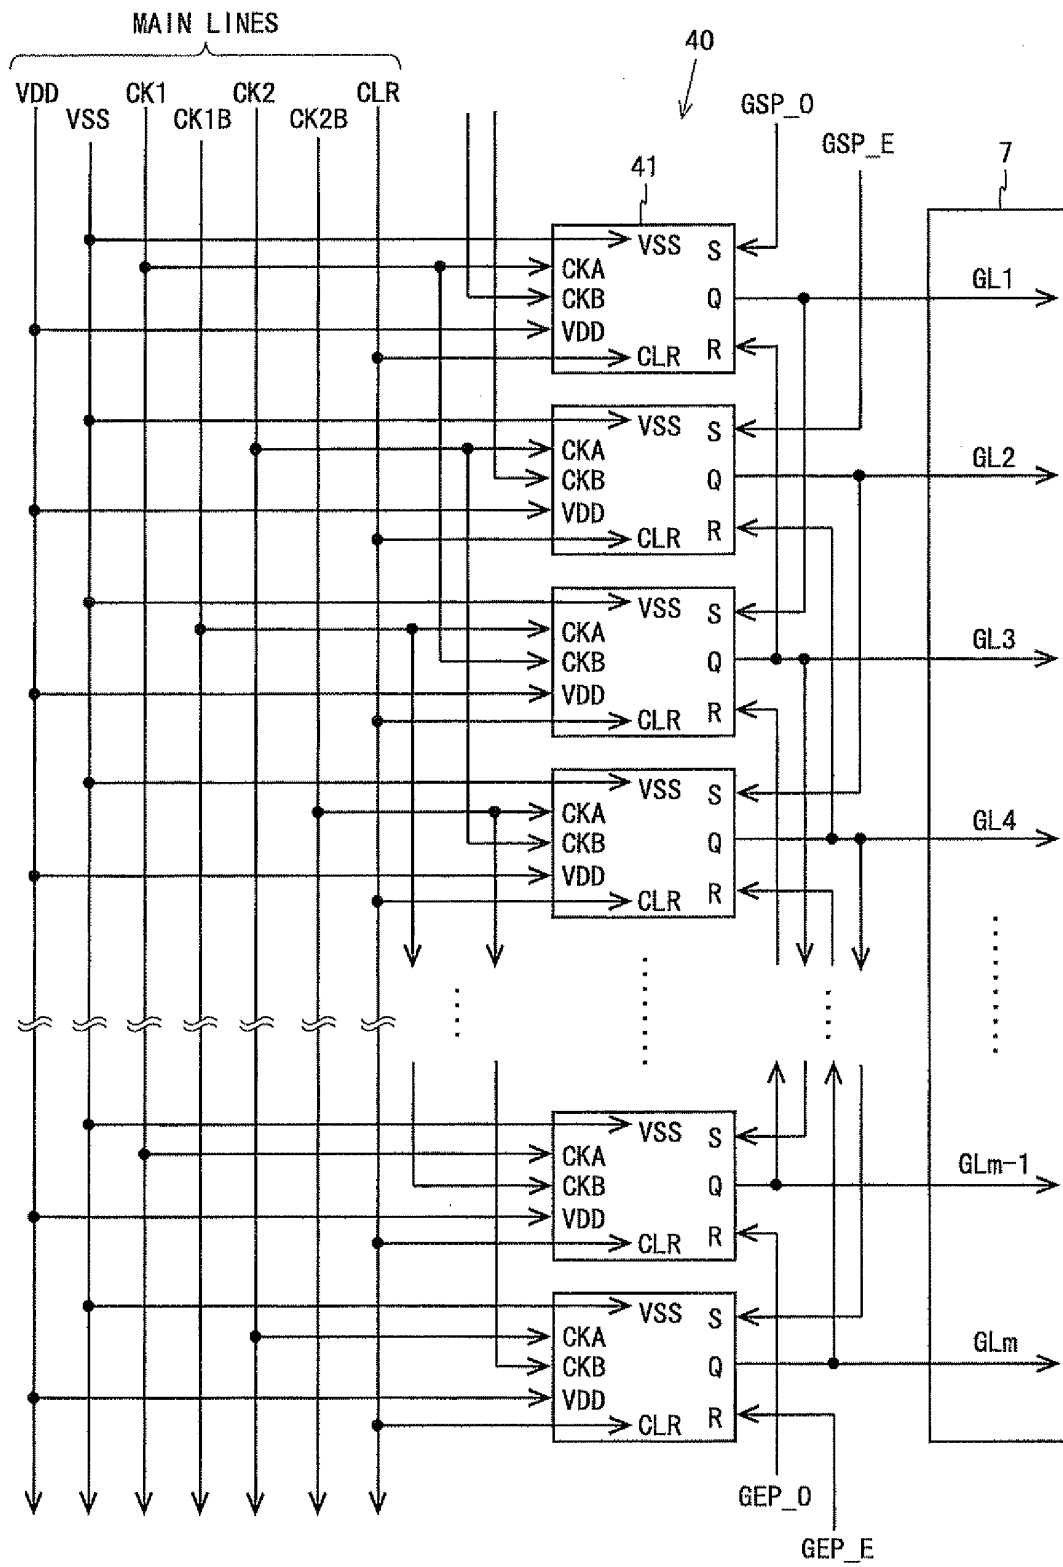 MAIN LINES
40
VDD CK1 CK2 CLR
VSS CK1B CK2B
GSP_O
GSP_E
41
7
VSS S
CKA
CKB Q GL1
VDD
CLR R
VSS S
CKA
CKB Q GL2
VDD
CLR R
VSS S
CKA
CKB Q GL3
VDD
CLR R
VSS S
CKA
CKB Q GL4
VDD
CLR R
VSS S
CKA
CKB Q GLm-1
VDD
CLR R
VSS S
CKA
CKB Q GLm
VDD
CLR R
GEP_O
GEP_E